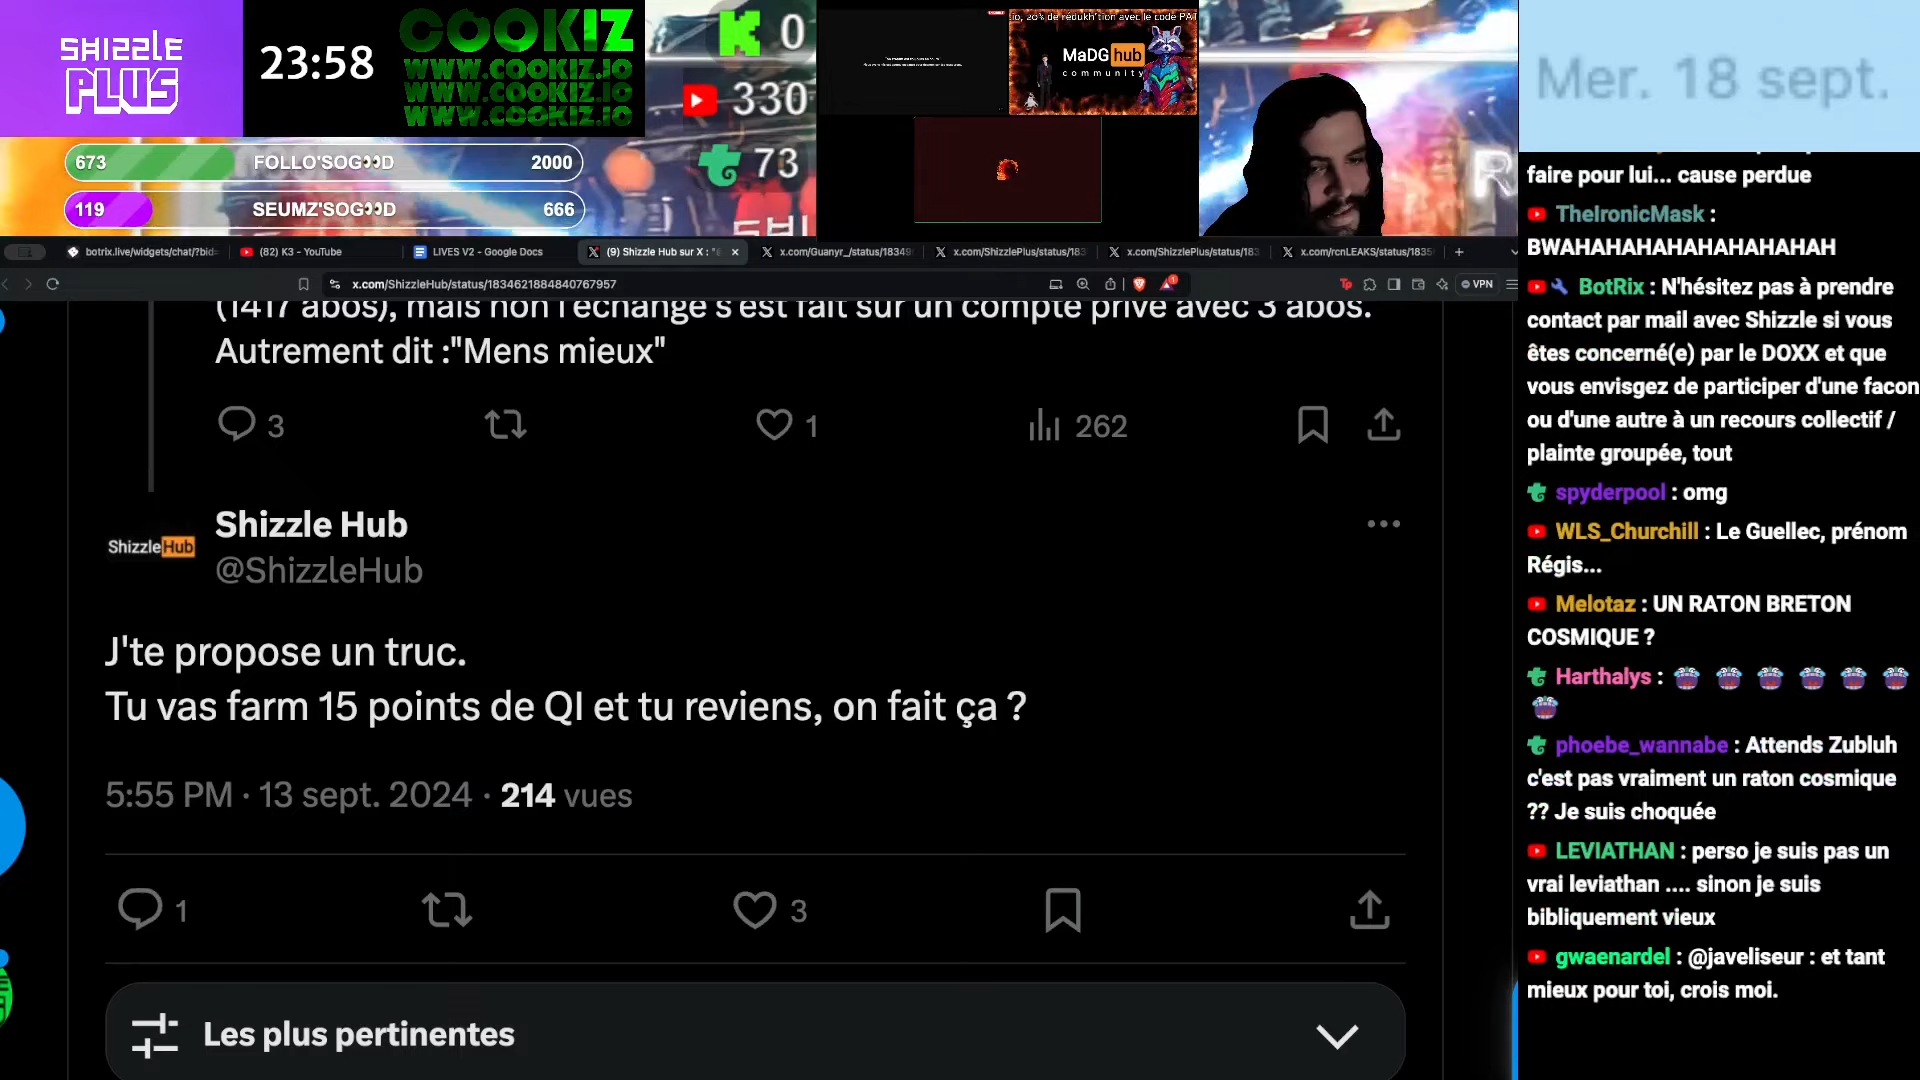 SHIZZLE
PLUS
23:58
COOKIZ
WWW.COOKIZ.IO
WWW.COOKIZ.IO
WWW.COOKIZ.IO
673 FOLLO'SOG👀D 2000
119 SEUMZ'SOG👀D 666
K 0
330
73
SHI
.io, 20% de redukh'tion avec le code PAT
MaDG hub
community
Mer. 18 sept.
botrix.live/widgets/chat/?bid=
(82) K3 - YouTube
LIVES V2 - Google Docs
(9) Shizzle Hub sur X : "@
x.com/Guanyr_/status/18349
x.com/ShizzlePlus/status/183
x.com/ShizzlePlus/status/183
x.com/rcnLEAKS/status/1835
x.com/ShizzleHub/status/1834621884840767957
VPN
(1417 abos), mais non l'échange s'est fait sur un compte privé avec 3 abos.
Autrement dit :"Mens mieux"
3 1 262
Shizzle Hub
@ShizzleHub
ShizzleHub
J'te propose un truc.
Tu vas farm 15 points de QI et tu reviens, on fait ça ?
5:55 PM · 13 sept. 2024 · 214 vues
1 3
Les plus pertinentes
faire pour lui... cause perdue
TheIronicMask :
BWAHAHAHAHAHAHAHAH
BotRix : N'hésitez pas à prendre
contact par mail avec Shizzle si vous
êtes concerné(e) par le DOXX et que
vous envisgez de participer d'une facon
ou d'une autre à un recours collectif /
plainte groupée, tout
spyderpool : omg
WLS_Churchill : Le Guellec, prénom
Régis...
Melotaz : UN RATON BRETON
COSMIQUE ?
Harthalys :
phoebe_wannabe : Attends Zubluh
c'est pas vraiment un raton cosmique
?? Je suis choquée
LEVIATHAN : perso je suis pas un
vrai leviathan .... sinon je suis
bibliquement vieux
gwaenardel : @javeliseur : et tant
mieux pour toi, crois moi.